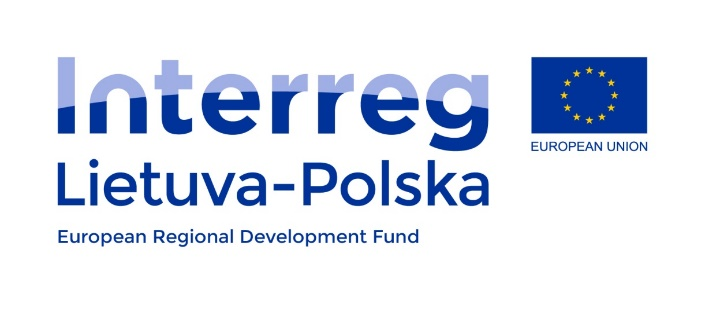 Interreg
EUROPEAN UNION
Lietuva-Polska
European Regional Development Fund